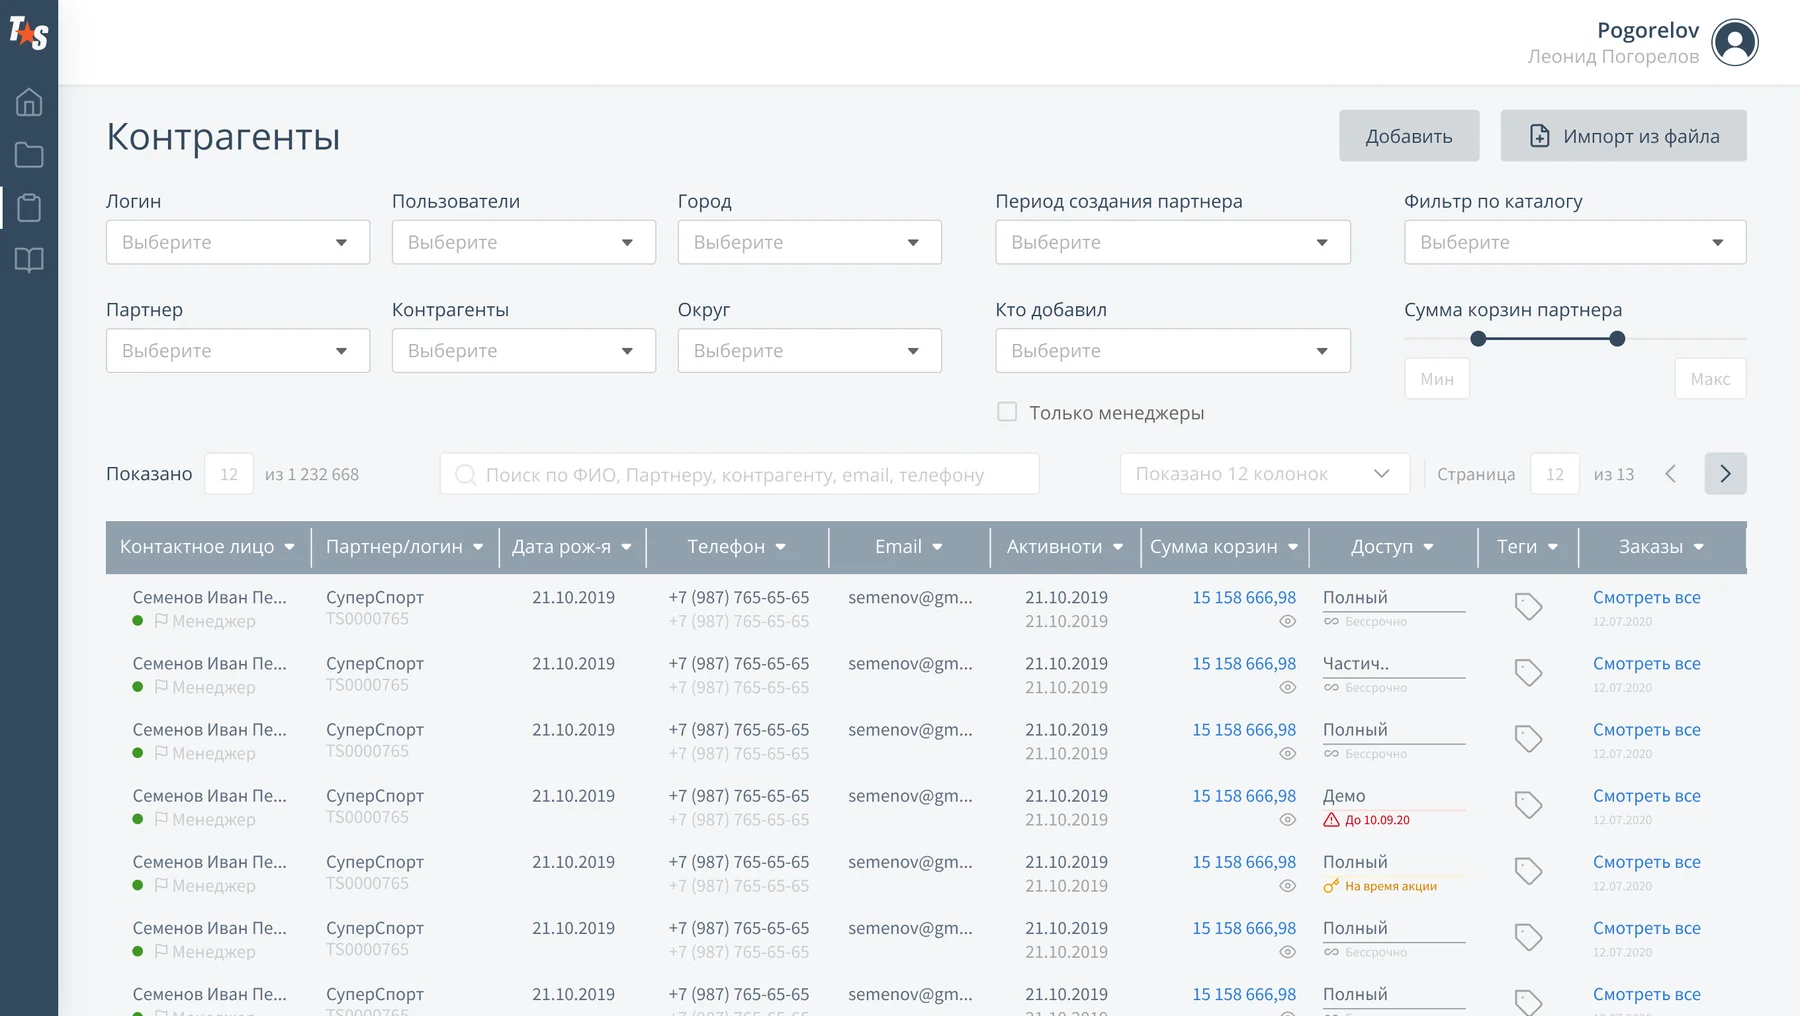 TS
Pogorelov
Леонид Погорелов
Контрагенты
Добавить
Импорт из файла
Логин
Пользователи
Город
Период создания партнера
Фильтр по каталогу
Выберите
Выберите
Выберите
Выберите
Выберите
Партнер
Контрагенты
Округ
Кто добавил
Сумма корзин партнера
Выберите
Выберите
Выберите
Выберите
Мин
Макс
Только менеджеры
Показано 12 из 1 232 668
Поиск по ФИО, Партнеру, контрагенту, email, телефону
Показано 12 колонок
Страница 12 из 13
Контактное лицо Партнер/логин Дата рож-я Телефон Email Активноти Сумма корзин Доступ Теги Заказы
Семенов Иван Пе... СуперСпорт 21.10.2019 +7 (987) 765-65-65 semenov@gm... 21.10.2019 15 158 666,98 Полный Смотреть все
Менеджер TS0000765 +7 (987) 765-65-65 21.10.2019 Бессрочно 12.07.2020
Семенов Иван Пе... СуперСпорт 21.10.2019 +7 (987) 765-65-65 semenov@gm... 21.10.2019 15 158 666,98 Частич.. Смотреть все
Менеджер TS0000765 +7 (987) 765-65-65 21.10.2019 Бессрочно 12.07.2020
Семенов Иван Пе... СуперСпорт 21.10.2019 +7 (987) 765-65-65 semenov@gm... 21.10.2019 15 158 666,98 Полный Смотреть все
Менеджер TS0000765 +7 (987) 765-65-65 21.10.2019 Бессрочно 12.07.2020
Семенов Иван Пе... СуперСпорт 21.10.2019 +7 (987) 765-65-65 semenov@gm... 21.10.2019 15 158 666,98 Демо Смотреть все
Менеджер TS0000765 +7 (987) 765-65-65 21.10.2019 До 10.09.20 12.07.2020
Семенов Иван Пе... СуперСпорт 21.10.2019 +7 (987) 765-65-65 semenov@gm... 21.10.2019 15 158 666,98 Полный Смотреть все
Менеджер TS0000765 +7 (987) 765-65-65 21.10.2019 На время акции 12.07.2020
Семенов Иван Пе... СуперСпорт 21.10.2019 +7 (987) 765-65-65 semenov@gm... 21.10.2019 15 158 666,98 Полный Смотреть все
Менеджер TS0000765 +7 (987) 765-65-65 21.10.2019 Бессрочно 12.07.2020
Семенов Иван Пе... СуперСпорт 21.10.2019 +7 (987) 765-65-65 semenov@gm... 21.10.2019 15 158 666,98 Полный Смотреть все